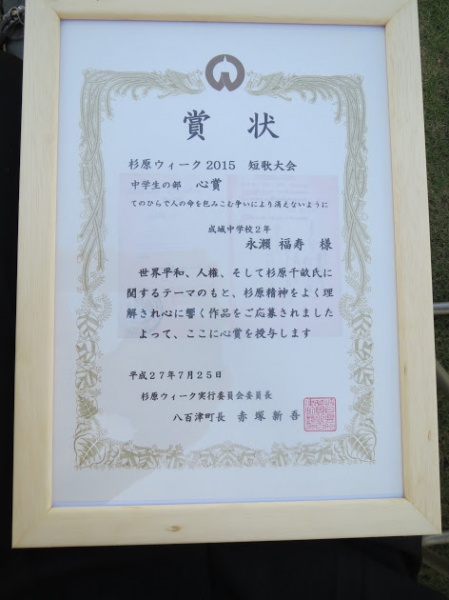 賞状
杉原ウィーク2015 短歌大会
中学生の部 心賞
てのひらで人の命を包みこむ争いにより消えないように
成城中学校2年
永瀬 福寿 様
世界平和、人権、そして杉原千畝氏に
関するテーマのもと、杉原精神をよく理
解され心に響く作品をご応募されました
よって、ここに心賞を授与します
平成27年7月25日
杉原ウィーク実行委員会委員長
八百津町長 赤塚新吾